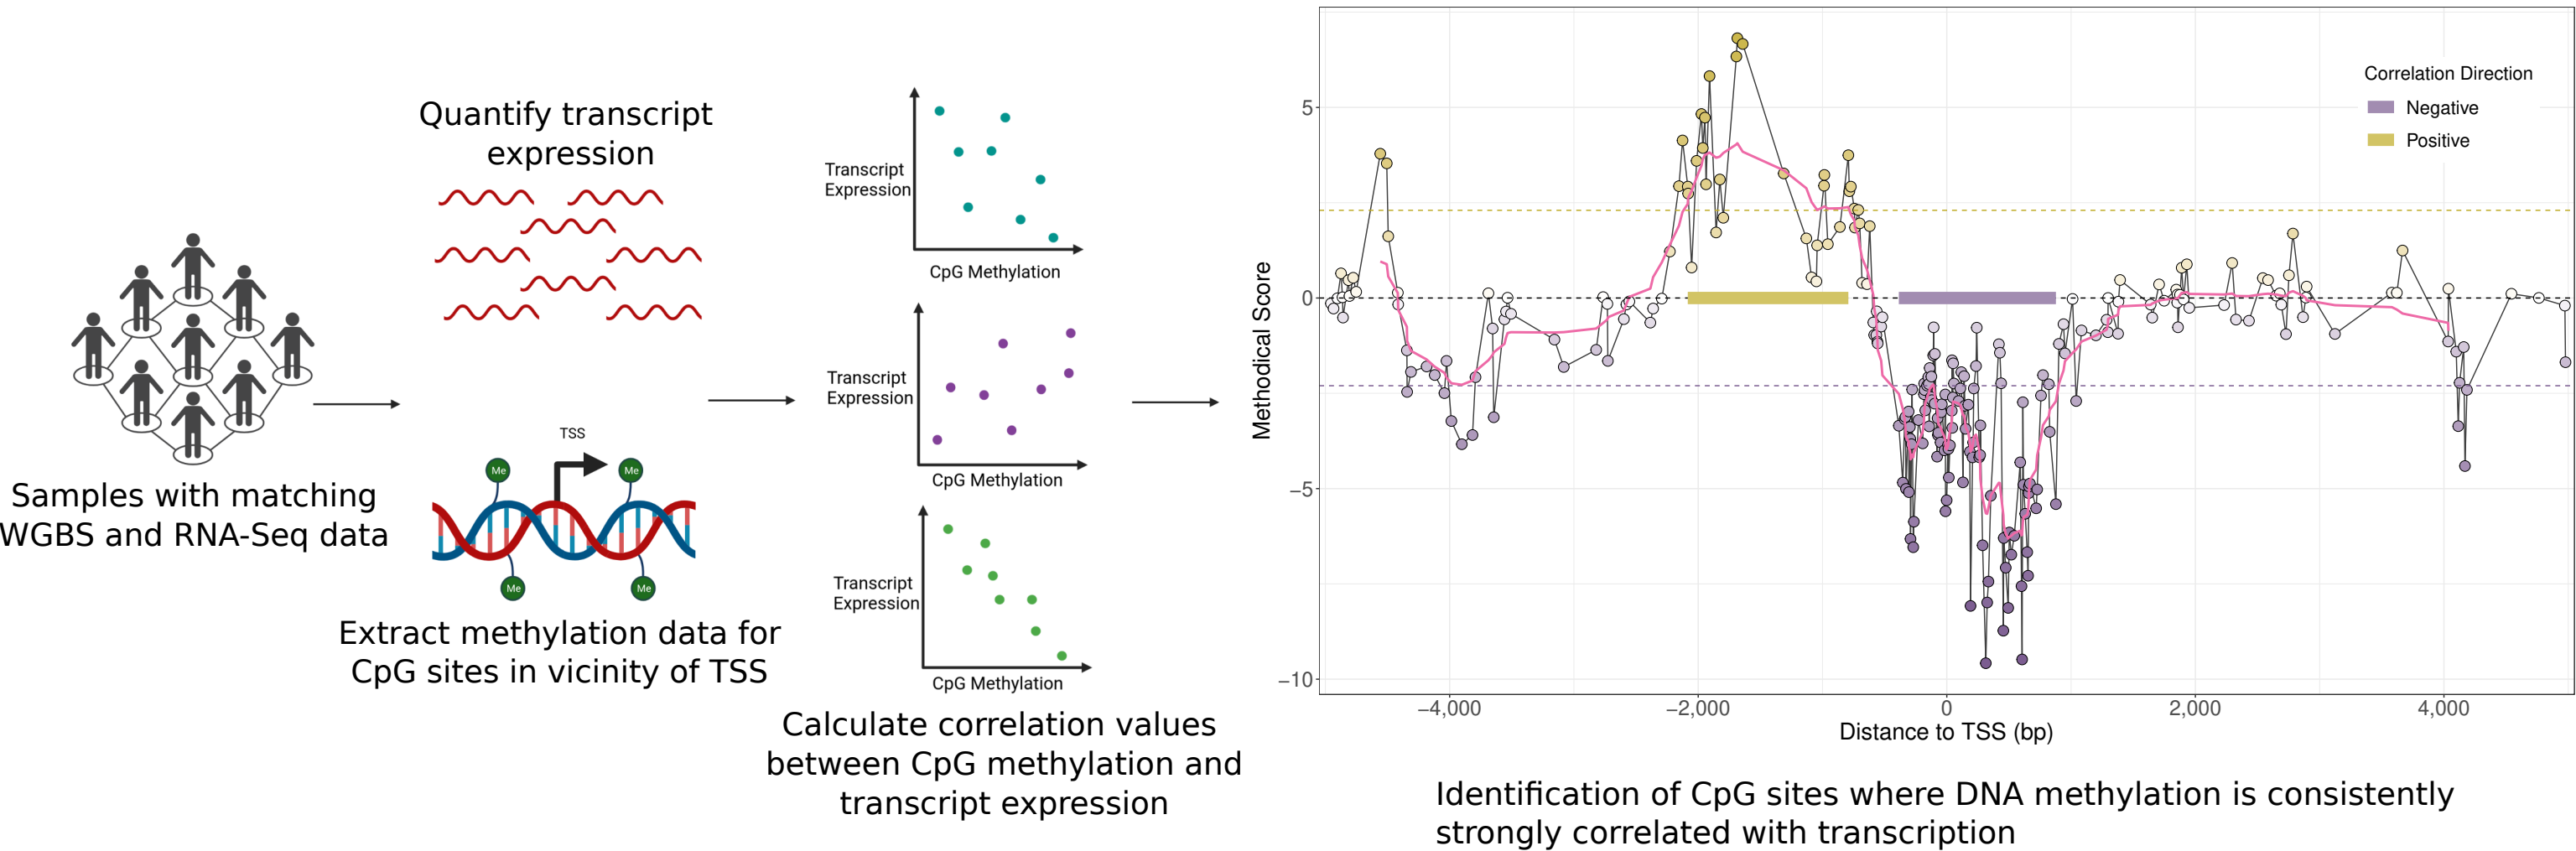 Samples with matching
WGBS and RNA-Seq data
Quantify transcript
expression
TSS
Me
Me
Me
Me
Extract methylation data for
CpG sites in vicinity of TSS
Transcript
Expression
CpG Methylation
Transcript
Expression
CpG Methylation
Transcript
Expression
CpG Methylation
Calculate correlation values
between CpG methylation and
transcript expression
Methodical Score
5
0
−5
−10
−4,000
−2,000
0
2,000
4,000
Distance to TSS (bp)
Correlation Direction
Negative
Positive
Identification of CpG sites where DNA methylation is consistently
strongly correlated with transcription